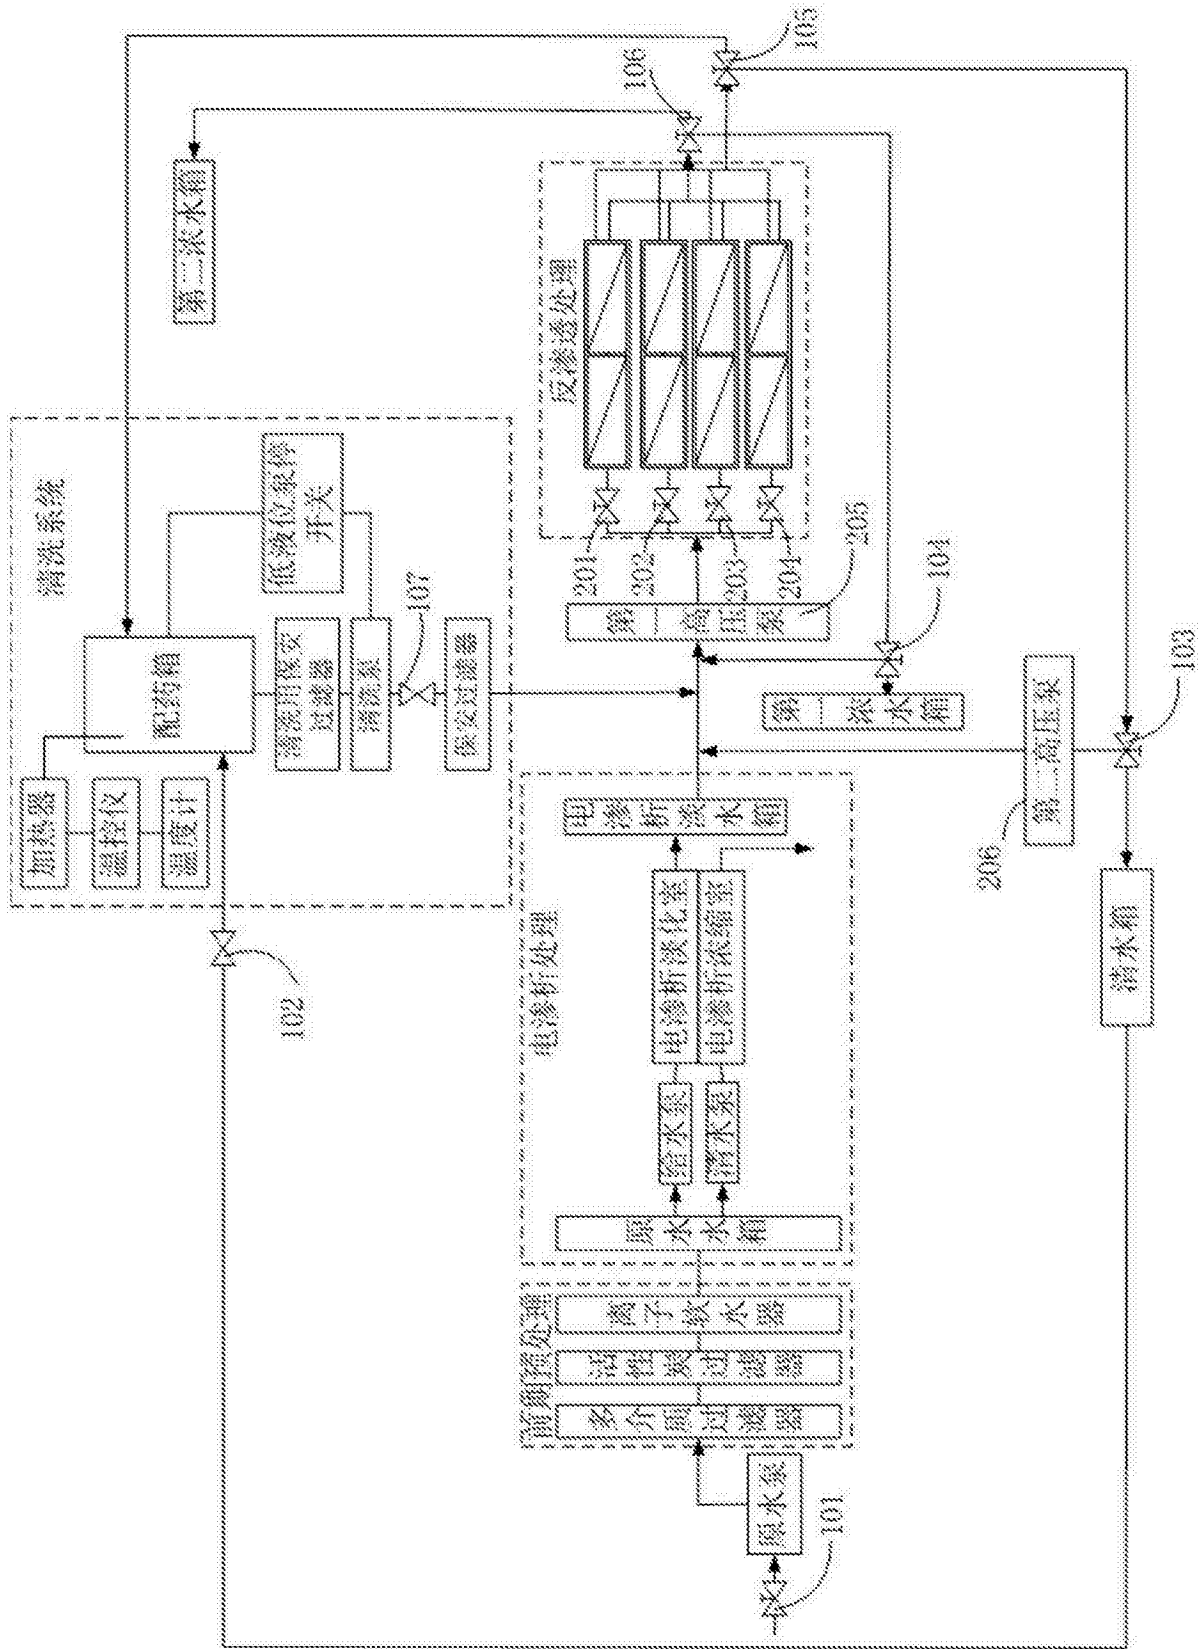 清洗系统
加热器
温控仪
温度计
配药箱
低液位泵停
开关
清洗用保安
过滤器
清洗泵
107
保安过滤器
102
第二浓水箱
106
105
反渗透处理
201
202
203
204
205
第一高压泵
104
第一浓水箱
103
第二高压泵
206
清水箱
电渗析处理
电渗析淡水箱
电渗析淡化室
电渗析浓缩室
给水泵
清水泵
原水水箱
前期预处理
离子软水器
活性炭过滤器
多介质过滤器
原水泵
101